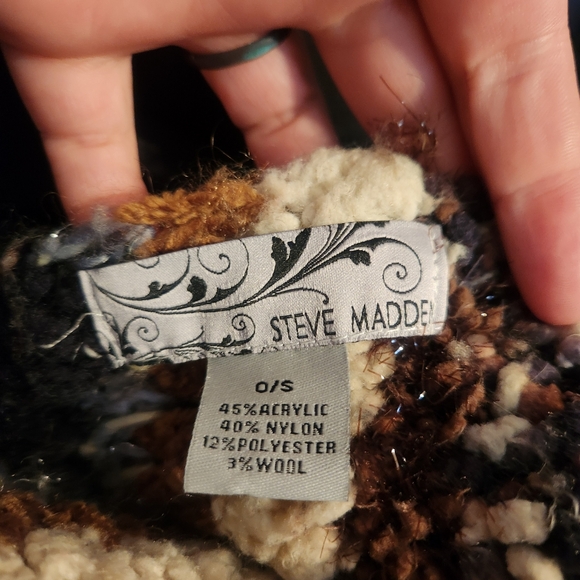 STEVE MADDEN
O/S
45%ACRYLIC
40%NYLON
12%POLYESTER
3%WOOL